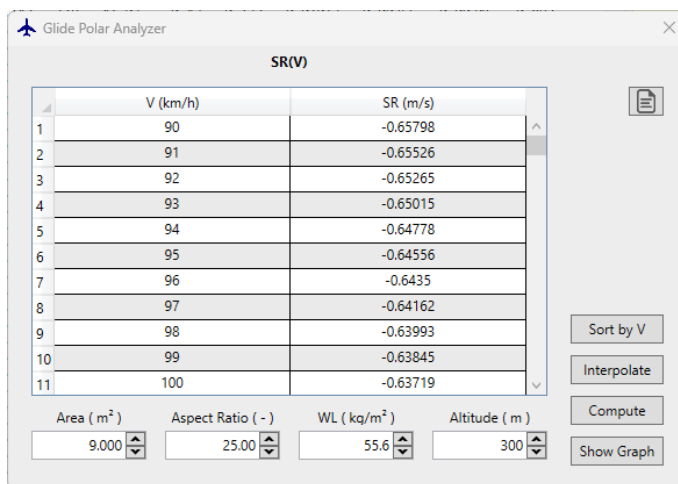 Glide Polar Analyzer
SR(V)
V (km/h) SR (m/s)
1 90 -0.65798
2 91 -0.65526
3 92 -0.65265
4 93 -0.65015
5 94 -0.64778
6 95 -0.64556
7 96 -0.6435
8 97 -0.64162
9 98 -0.63993
10 99 -0.63845
11 100 -0.63719
Sort by V
Interpolate
Compute
Show Graph
Area ( m² ) Aspect Ratio ( - ) WL ( kg/m² ) Altitude ( m )
9.000 25.00 55.6 300